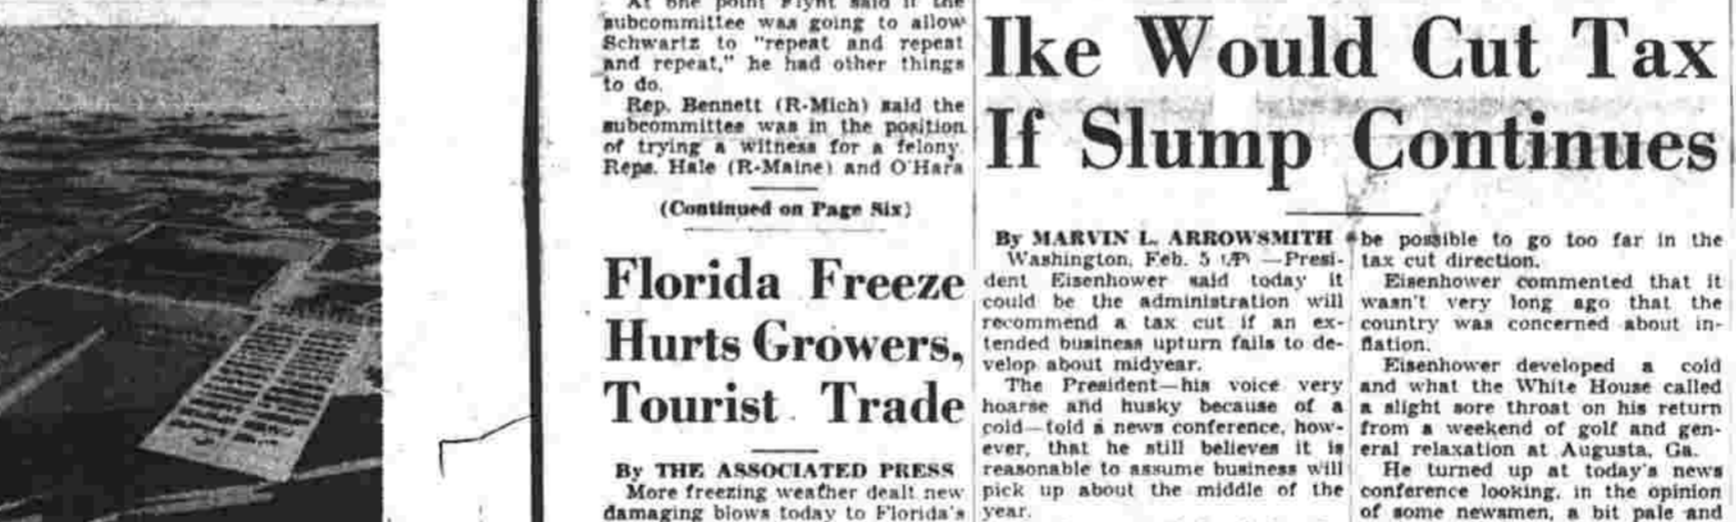 At one point Flynt said if the
subcommittee was going to allow
Schwartz to "repeat and repeat
and repeat," he had other things
to do.
Rep. Bennett (R-Mich) said the
subcommittee was in the position
of trying a witness for a felony.
Reps. Hale (R-Maine) and O'Hara
(Continued on Page Six)
Florida Freeze
Hurts Growers,
Tourist Trade
By THE ASSOCIATED PRESS
More freezing weather dealt new
damaging blows today to Florida's
Ike Would Cut Tax
If Slump Continues
By MARVIN L. ARROWSMITH
Washington, Feb. 5 (AP) —Presi-
dent Eisenhower said today it
could be the administration will
recommend a tax cut if an ex-
tended business upturn fails to de-
velop about midyear.
The President—his voice very
hoarse and husky because of a
cold—told a news conference, how-
ever, that he still believes it is
reasonable to assume business will
pick up about the middle of the
year.
be possible to go too far in the
tax cut direction.
Eisenhower commented that it
wasn't very long ago that the
country was concerned about in-
flation.
Eisenhower developed a cold
and what the White House called
a slight sore throat on his return
from a weekend of golf and gen-
eral relaxation at Augusta, Ga.
He turned up at today's news
conference looking, in the opinion
of some newsmen, a bit pale and